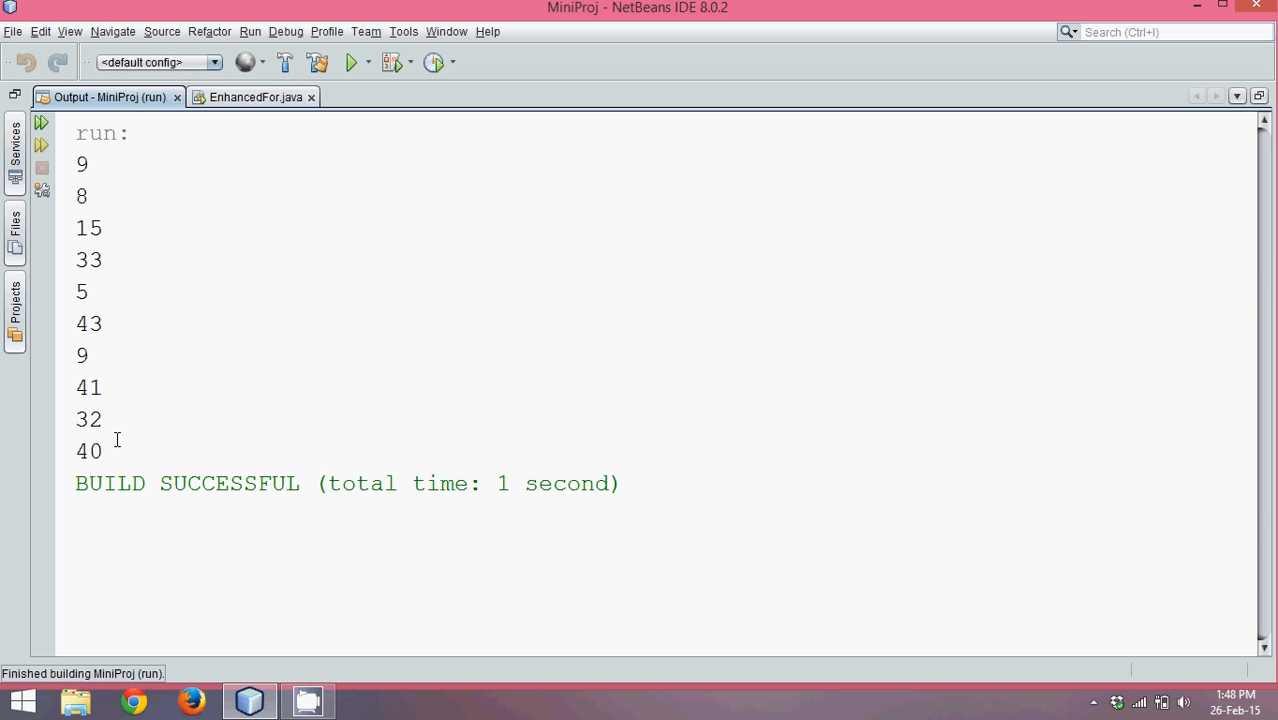 MiniProj - NetBeans IDE 8.0.2
File Edit View Navigate Source Refactor Run Debug Profile Team Tools Window Help
Search (Ctrl+I)
<default config>
Output - MiniProj (run) EnhancedFor.java
Services
Files
Projects
run:
9
8
15
33
5
43
9
41
32
40
BUILD SUCCESSFUL (total time: 1 second)
Finished building MiniProj (run).
1:48 PM
26-Feb-15